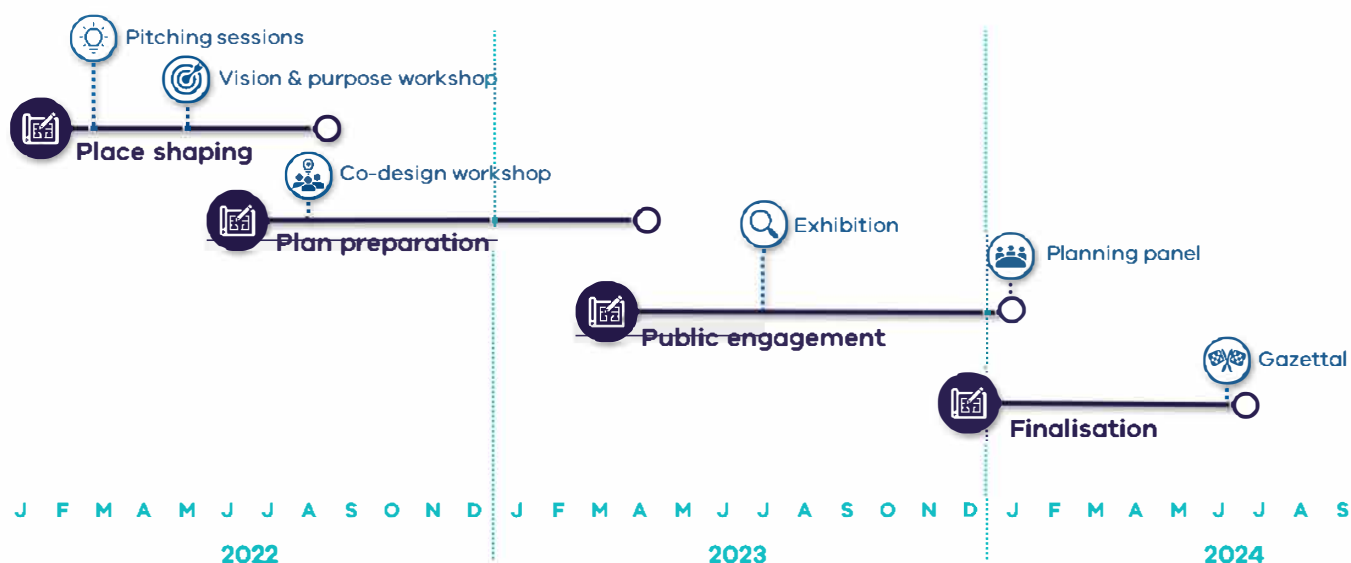 Pitching sessions
Vision & purpose workshop
Place shaping
Co-design workshop
Plan preparation
Exhibition
Planning panel
Public engagement
Gazettal
Finalisation
J F M A M J J A S O N D J F M A M J J A S O N D J F M A M J J A S
2022 2023 2024